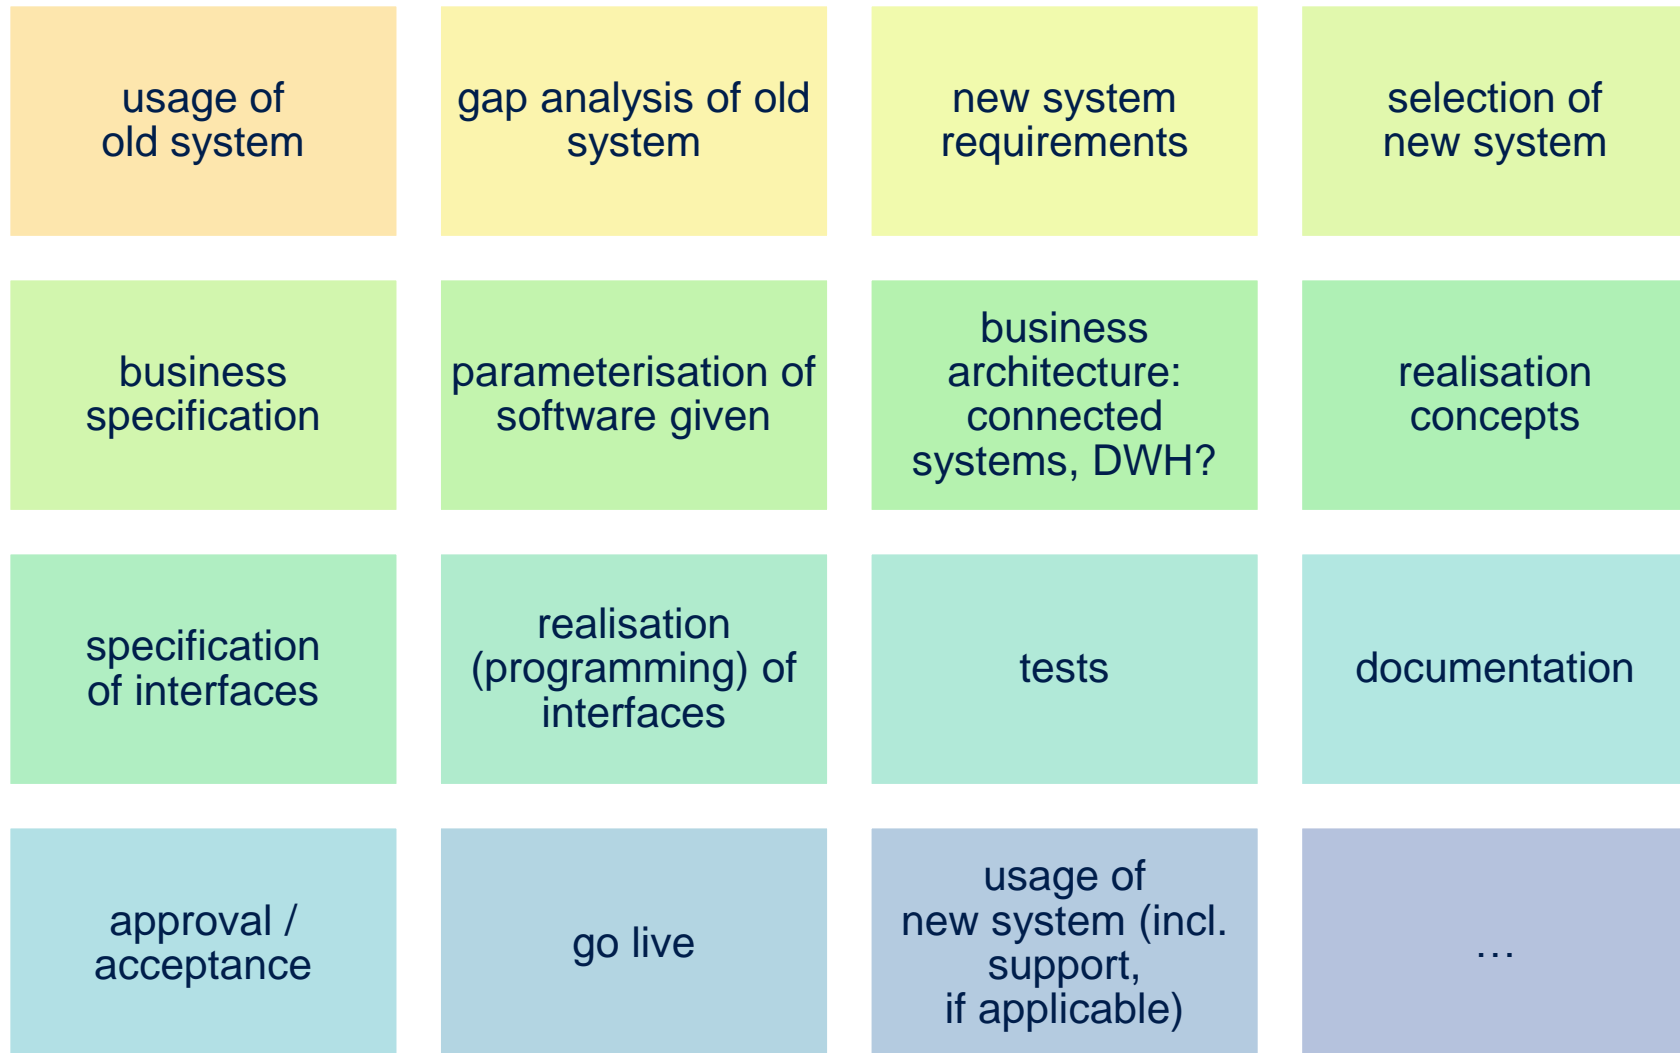 usage of
old system
gap analysis of old
system
new system
requirements
selection of
new system
business
specification
parameterisation of
software given
business
architecture:
connected
systems, DWH?
realisation
concepts
specification
of interfaces
realisation
(programming) of
interfaces
tests
documentation
approval /
acceptance
go live
usage of
new system (incl.
support,
if applicable)
…